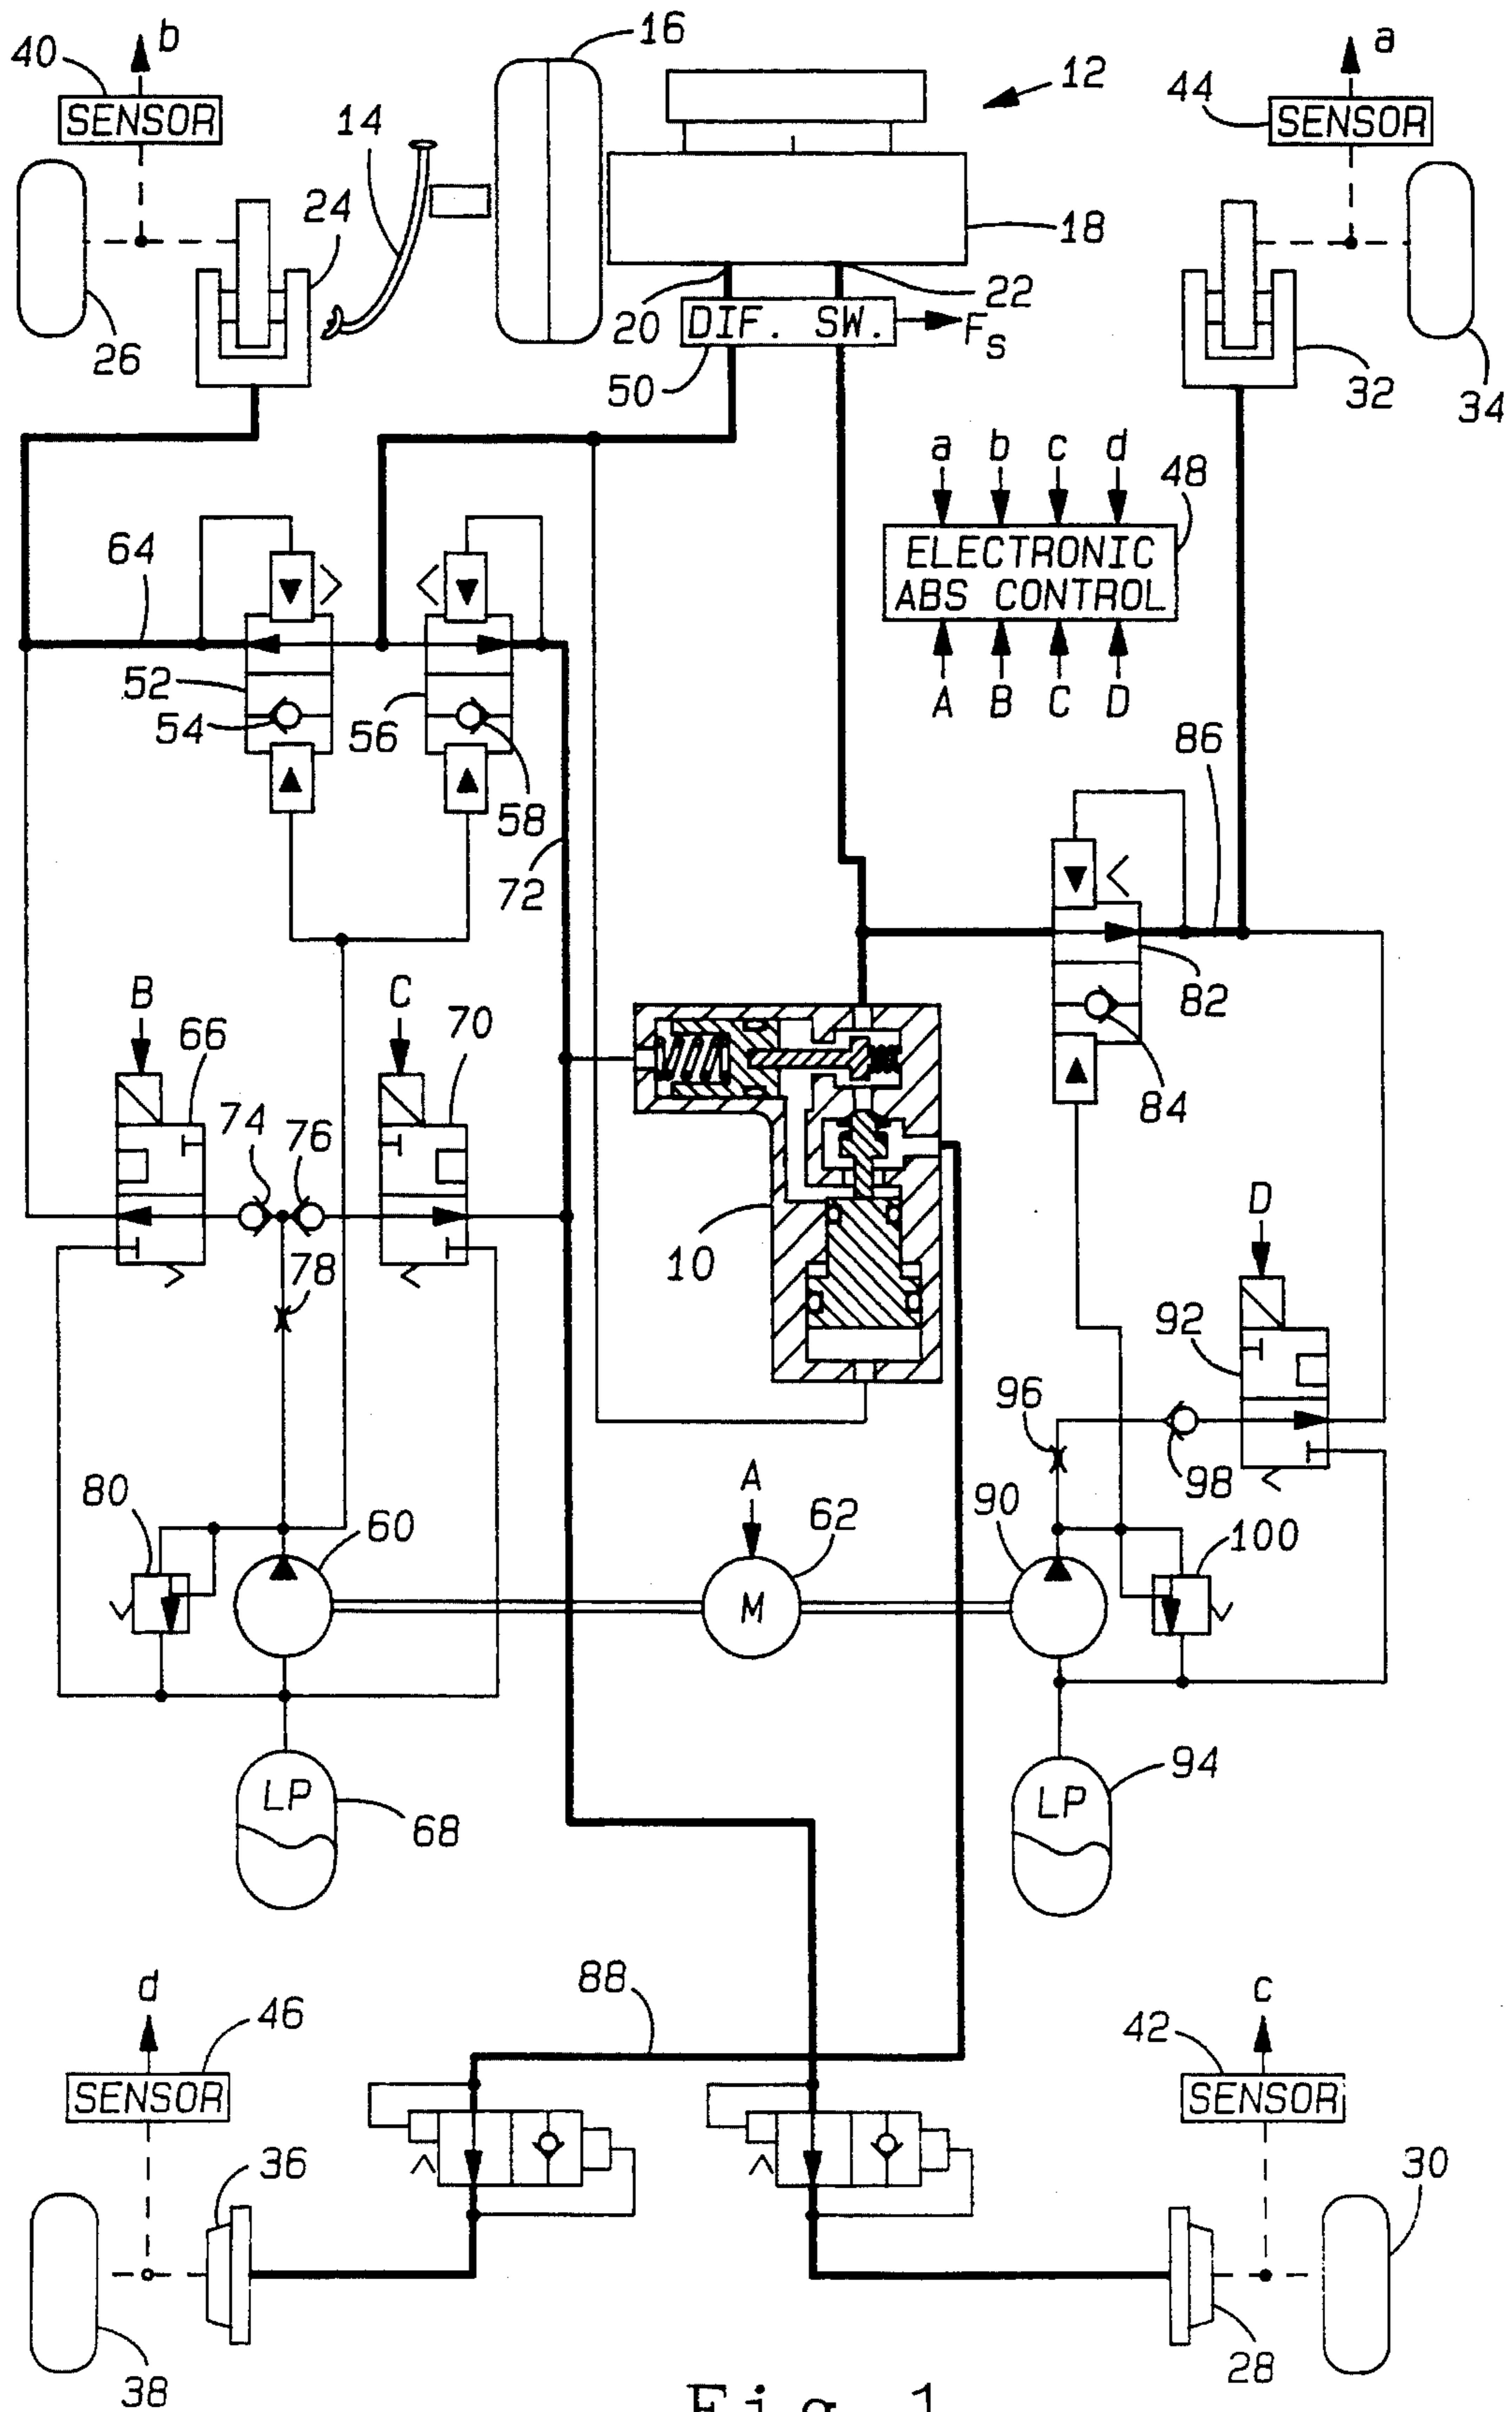 40
b
16
12
a
44
SENSOR
14
SENSOR
24
18
26
20
22
DIF. SW.
Fs
50
32
34
a b c d
48
64
ELECTRONIC
ABS CONTROL
52
54
56
58
A B C D
86
72
82
84
B
66
C
70
74
76
78
10
D
92
96
98
80
60
A
62
90
100
M
LP
68
LP
94
88
d
46
c
42
SENSOR
SENSOR
36
30
38
28
Fig. 1